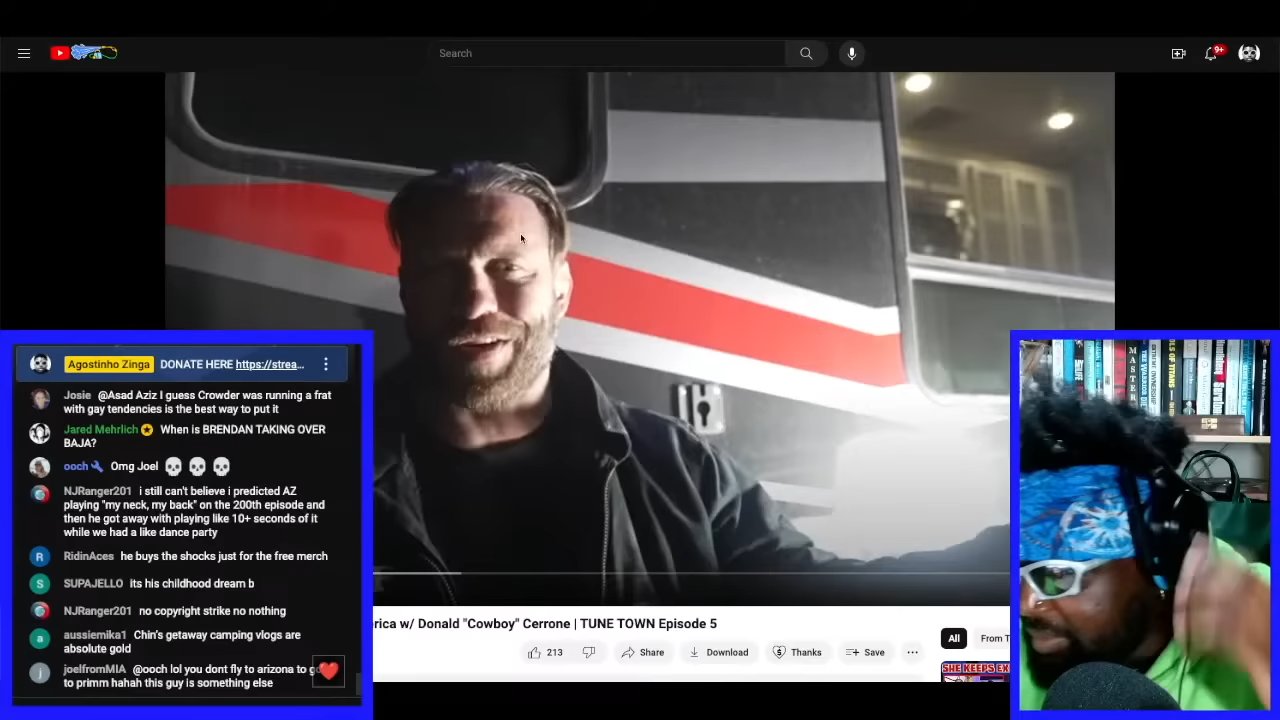 Search
9+
Agostinho Zinga DONATE HERE https://strea...
Josie @Asad Aziz I guess Crowder was running a frat
with gay tendencies is the best way to put it
Jared Mehrlich When is BRENDAN TAKING OVER
BAJA?
ooch Omg Joel 💀 💀 💀
NJRanger201 i still can't believe i predicted AZ
playing "my neck, my back" on the 200th episode and
then he got away with playing like 10+ seconds of it
while we had a like dance party
R RidinAces he buys the shocks just for the free merch
S SUPAJELLO its his childhood dream b
NJRanger201 no copyright strike no nothing
a aussiemika1 Chin's getaway camping vlogs are
absolute gold
j joelfromMIA @ooch lol you dont fly to arizona to g
to primm hahah this guy is something else
rica w/ Donald "Cowboy" Cerrone | TUNE TOWN Episode 5
213 Share Download Thanks Save ...
All From T
SHE KEEPS EX
MASTER